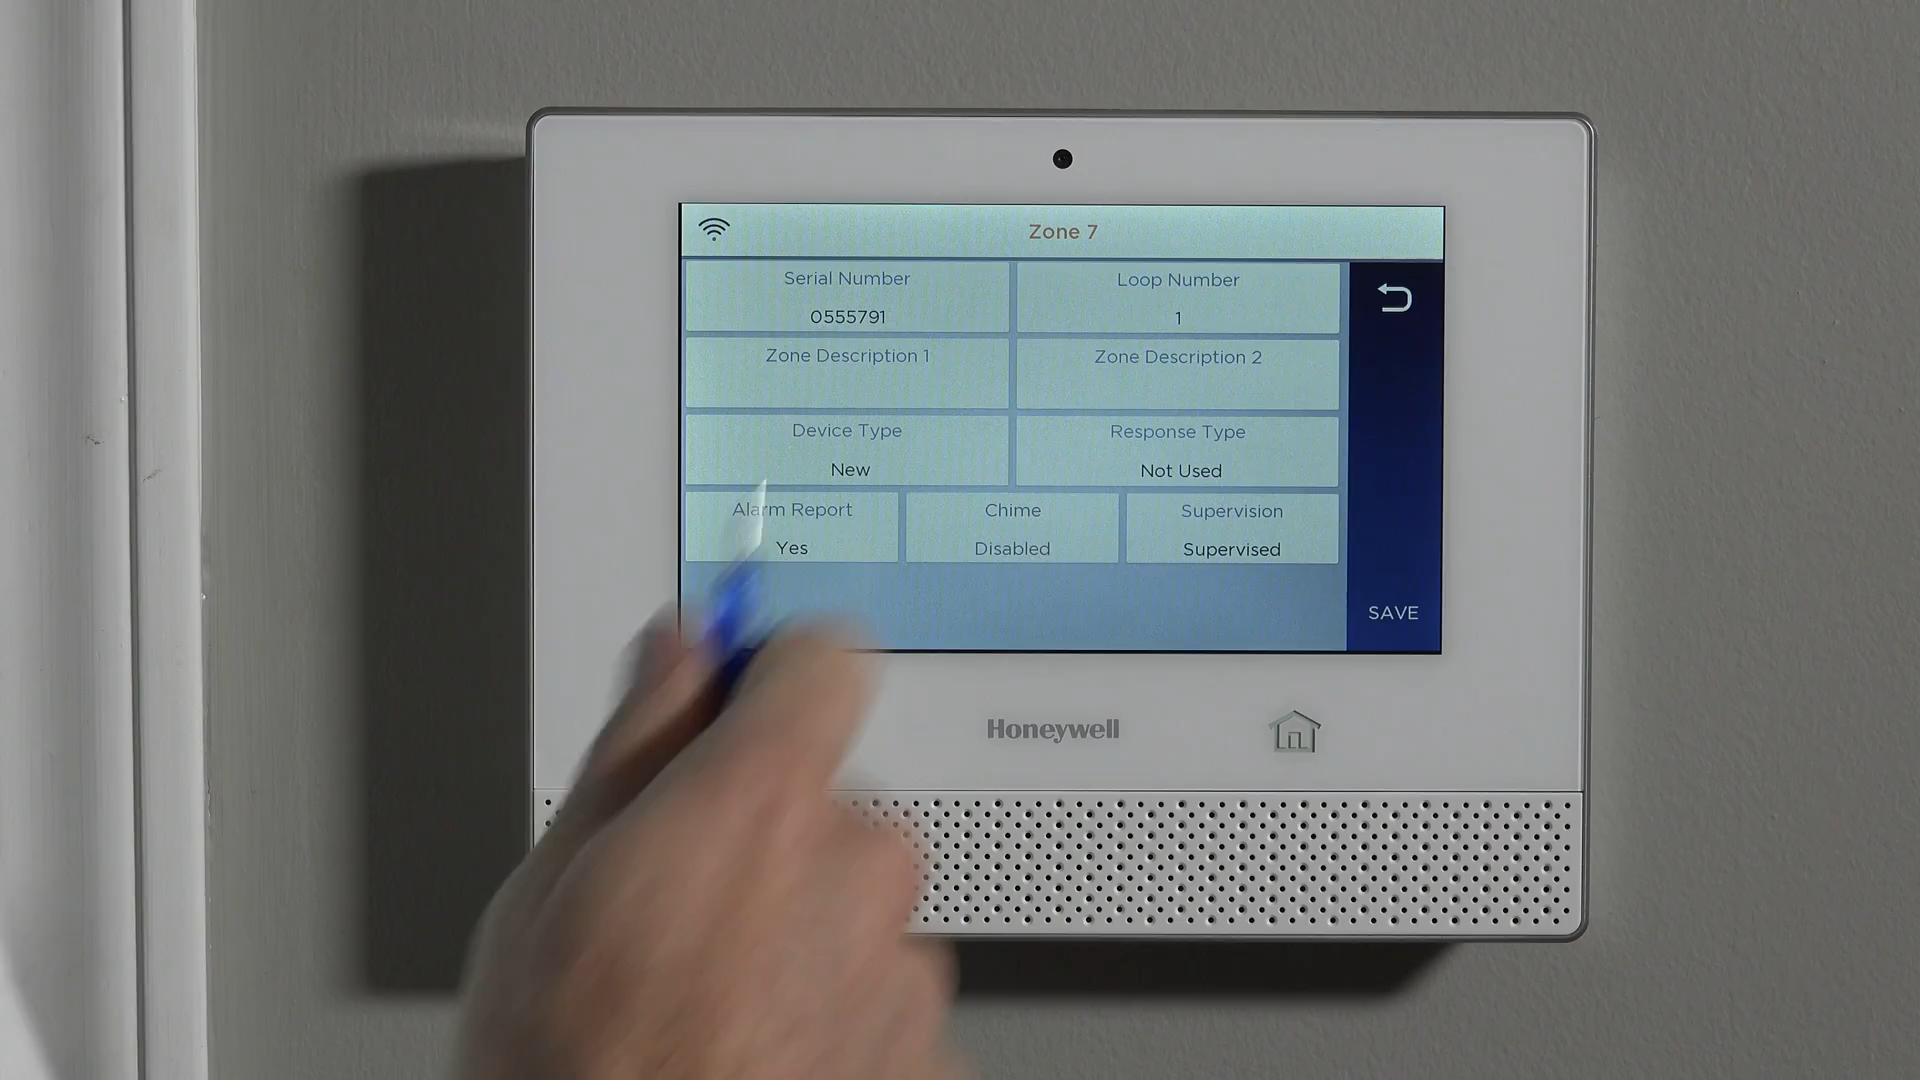 Zone 7
Serial Number
0555791
Loop Number
1
Zone Description 1
Zone Description 2
Device Type
New
Response Type
Not Used
Alarm Report
Yes
Chime
Disabled
Supervision
Supervised
SAVE
Honeywell